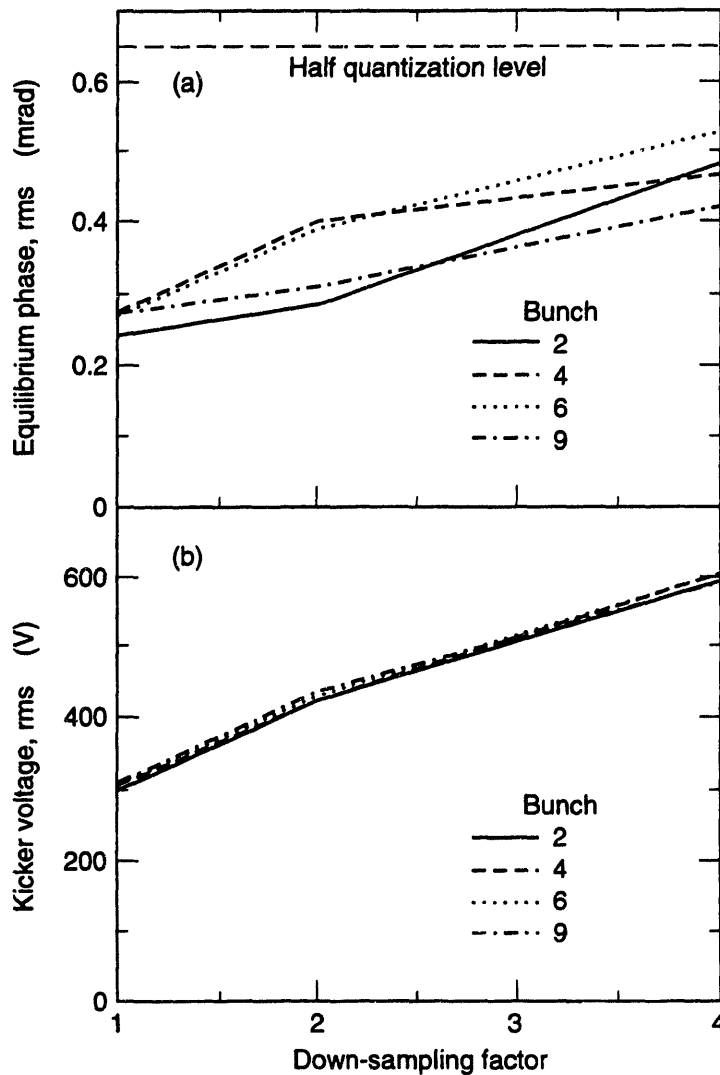 (a)
Half quantization level
0.6
0.4
0.2
0
Equilibrium phase, rms (mrad)
Bunch
2
4
6
9
(b)
600
400
200
0
Kicker voltage, rms (V)
Bunch
2
4
6
9
1 2 3 4
Down-sampling factor